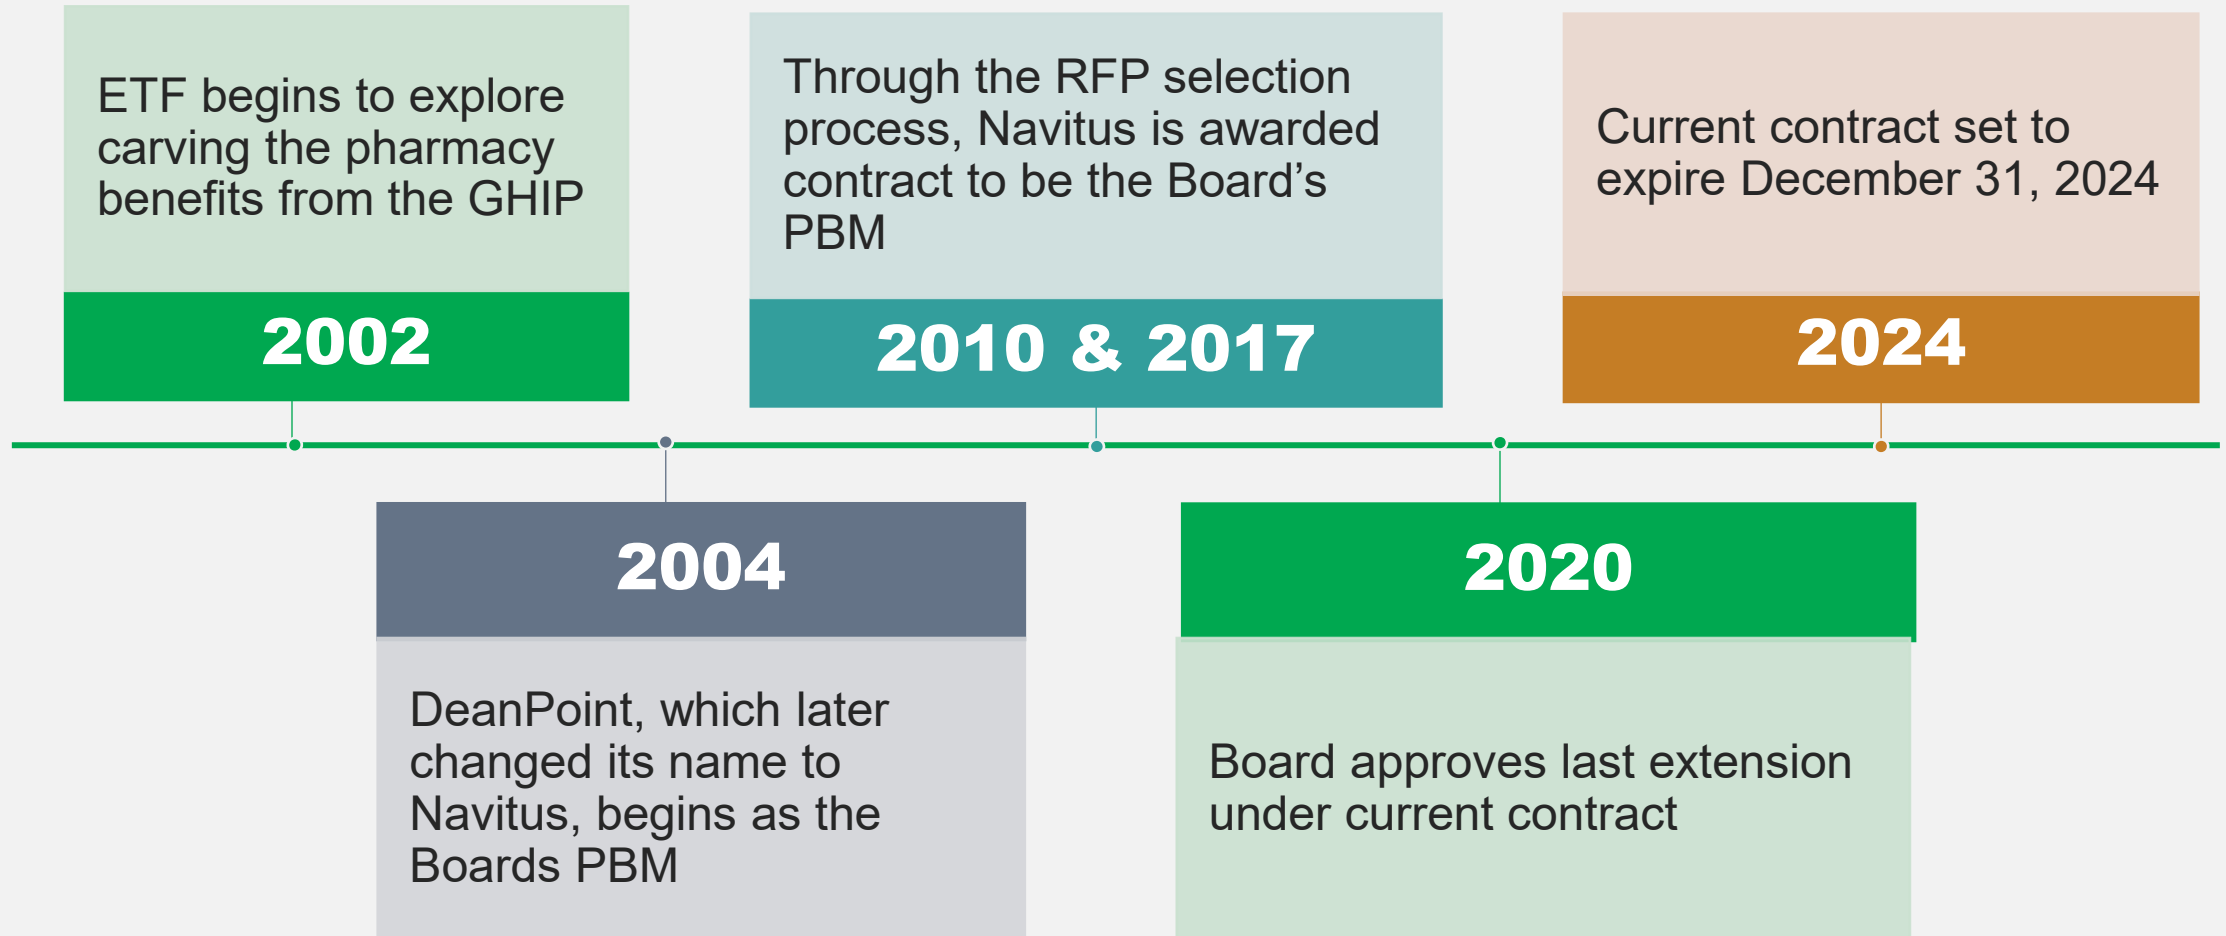 ETF begins to explore
carving the pharmacy
benefits from the GHIP
2002
DeanPoint, which later
changed its name to
Navitus, begins as the
Boards PBM
2004
Through the RFP selection
process, Navitus is awarded
contract to be the Board’s
PBM
2010 & 2017
2020
Board approves last extension
under current contract
Current contract set to
expire December 31, 2024
2024